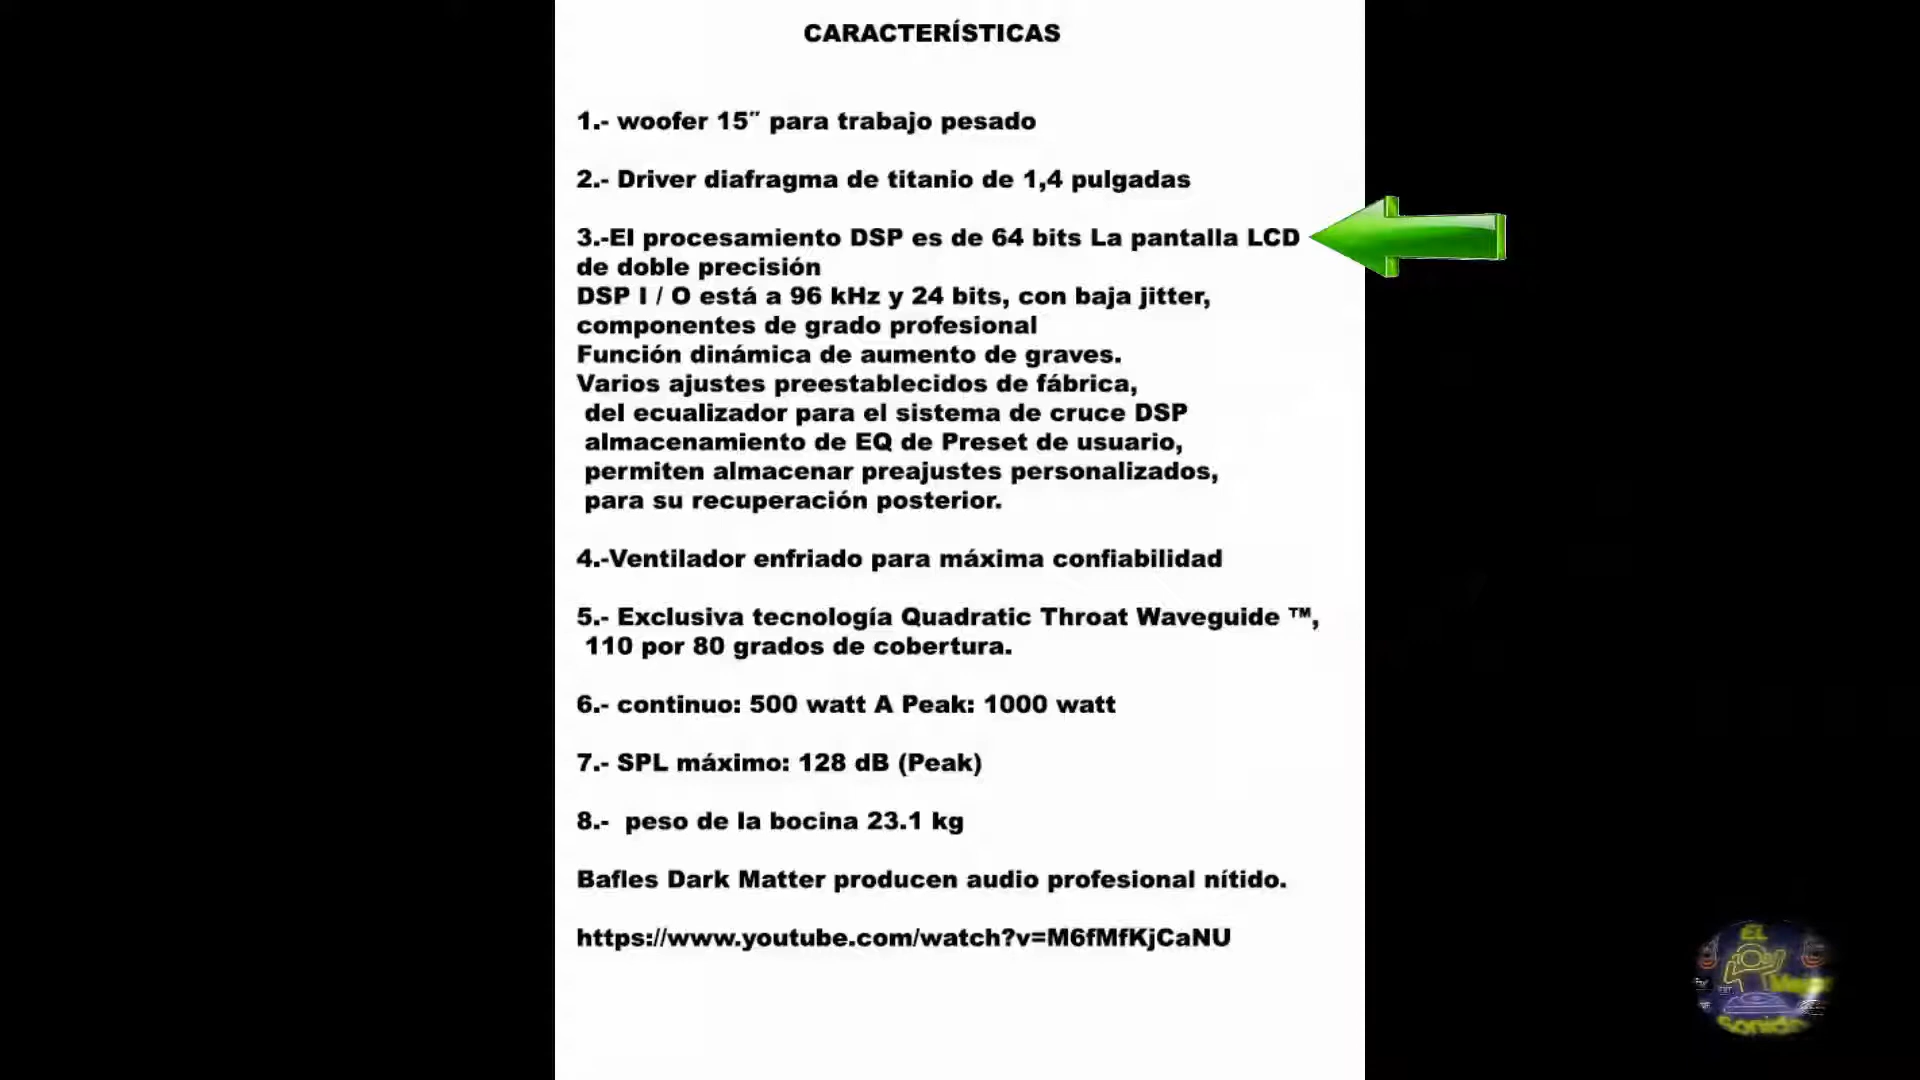 CARACTERÍSTICAS
1.- woofer 15″ para trabajo pesado
2.- Driver diafragma de titanio de 1,4 pulgadas
3.-El procesamiento DSP es de 64 bits La pantalla LCD
de doble precisión
DSP I / O está a 96 kHz y 24 bits, con baja jitter,
componentes de grado profesional
Función dinámica de aumento de graves.
Varios ajustes preestablecidos de fábrica,
del ecualizador para el sistema de cruce DSP
almacenamiento de EQ de Preset de usuario,
permiten almacenar preajustes personalizados,
para su recuperación posterior.
4.-Ventilador enfriado para máxima confiabilidad
5.- Exclusiva tecnología Quadratic Throat Waveguide ™,
110 por 80 grados de cobertura.
6.- continuo: 500 watt A Peak: 1000 watt
7.- SPL máximo: 128 dB (Peak)
8.-  peso de la bocina 23.1 kg
Bafles Dark Matter producen audio profesional nítido.
https://www.youtube.com/watch?v=M6fMfKjCaNU
EL